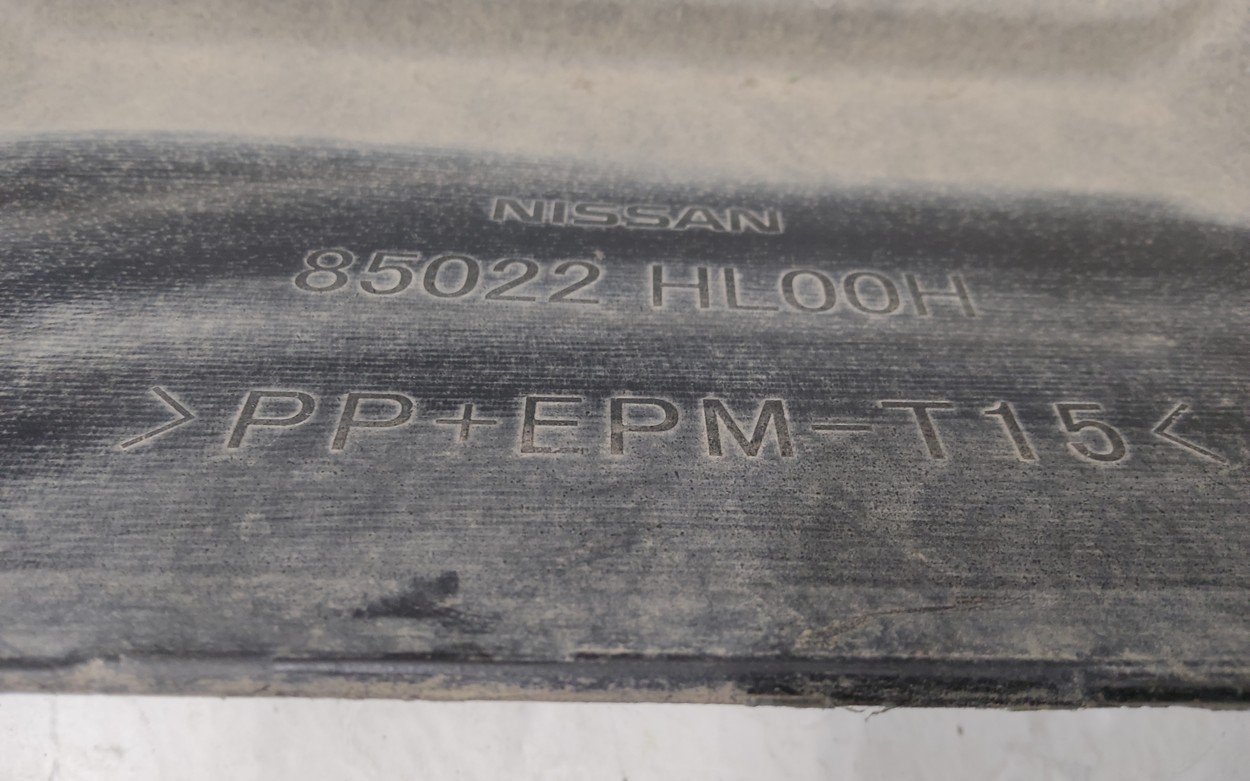 NISSAN
85022 HL00H
>PP+EPM-T15<